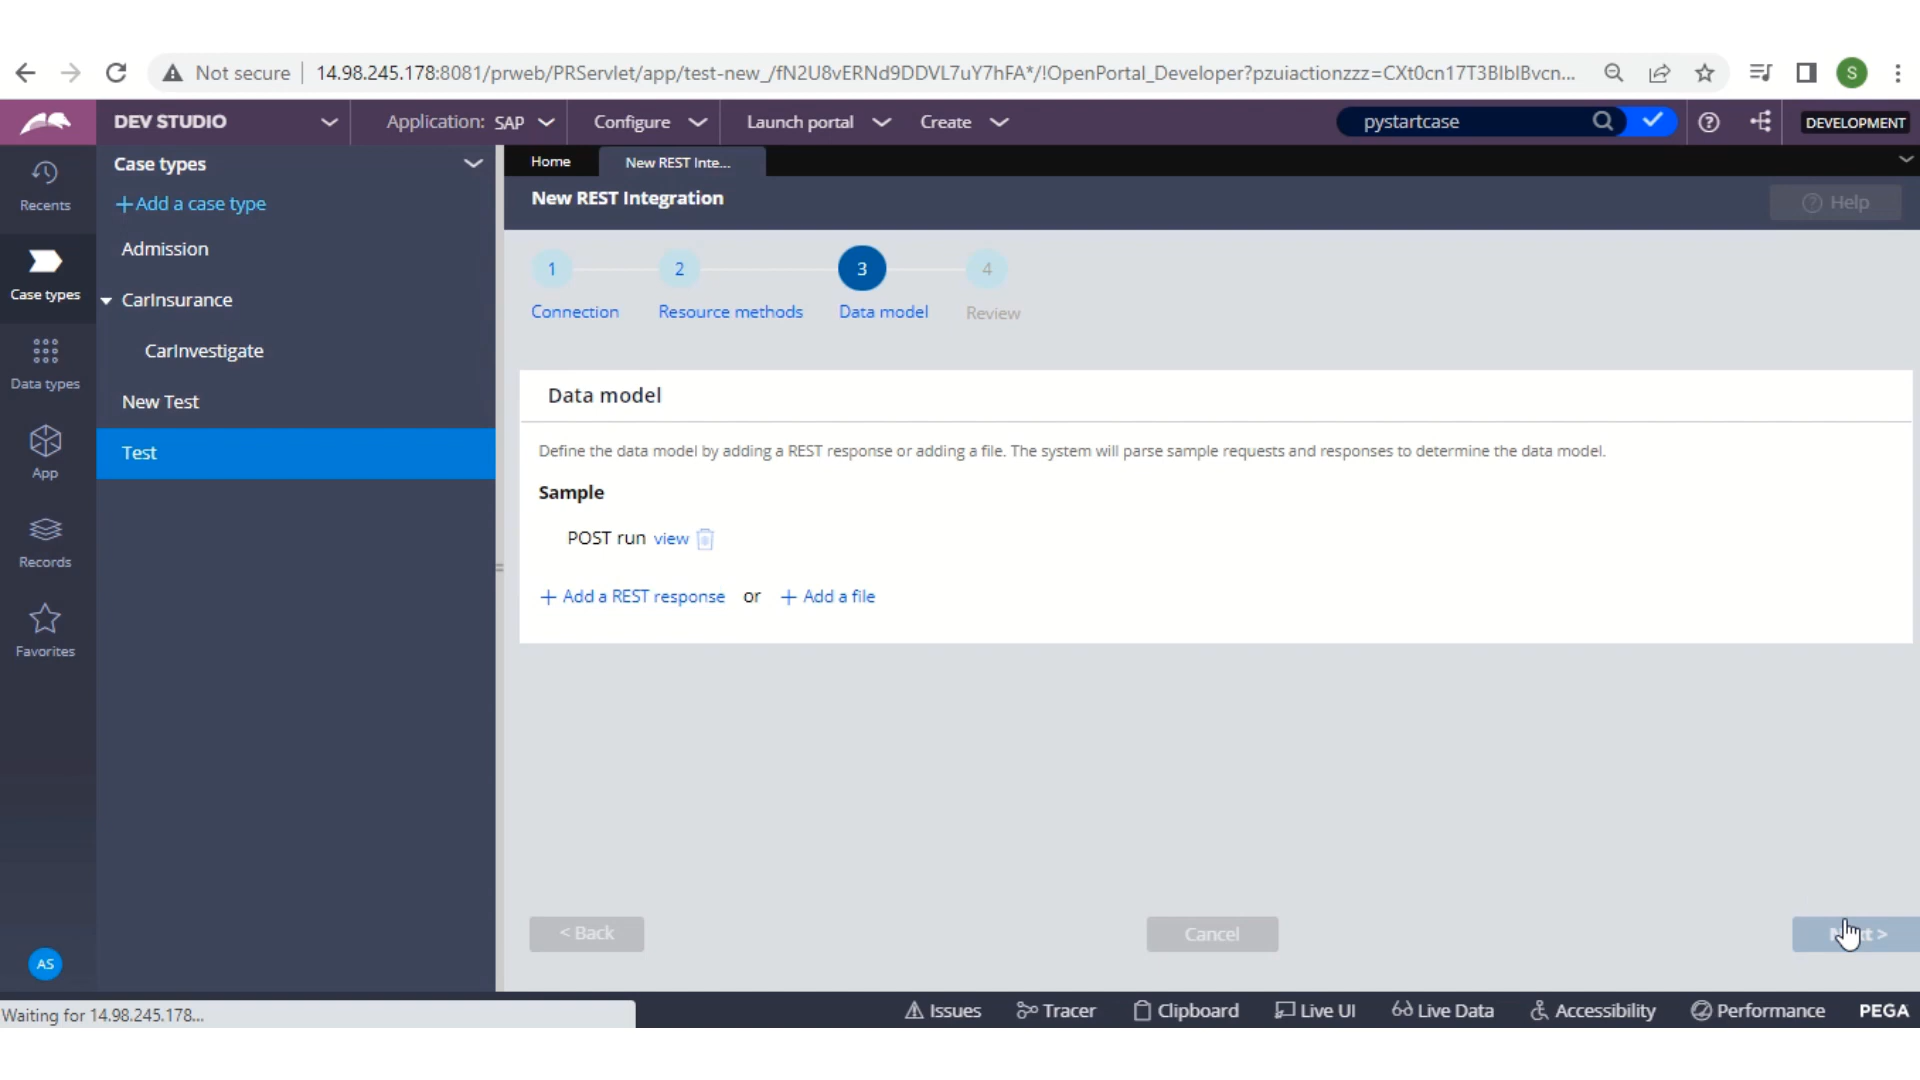 Not secure
14.98.245.178:8081/prweb/PRServlet/app/test-new_/fN2U8vERNd9DDVL7uY7hFA*/!OpenPortal_Developer?pzuiactionzzz=CXt0cn17T3BIblBvcn...
S
DEV STUDIO
Application: SAP
Configure
Launch portal
Create
pystartcase
DEVELOPMENT
Recents
Case types
Data types
App
Records
Favorites
AS
Case types
+Add a case type
Admission
CarInsurance
CarInvestigate
New Test
Test
Home
New REST Inte...
New REST Integration
Help
1
2
3
4
Connection
Resource methods
Data model
Review
Data model
Define the data model by adding a REST response or adding a file. The system will parse sample requests and responses to determine the data model.
Sample
POST run view
+ Add a REST response or + Add a file
< Back
Cancel
Waiting for 14.98.245.178...
Issues
Tracer
Clipboard
Live UI
Live Data
Accessibility
Performance
PEGA